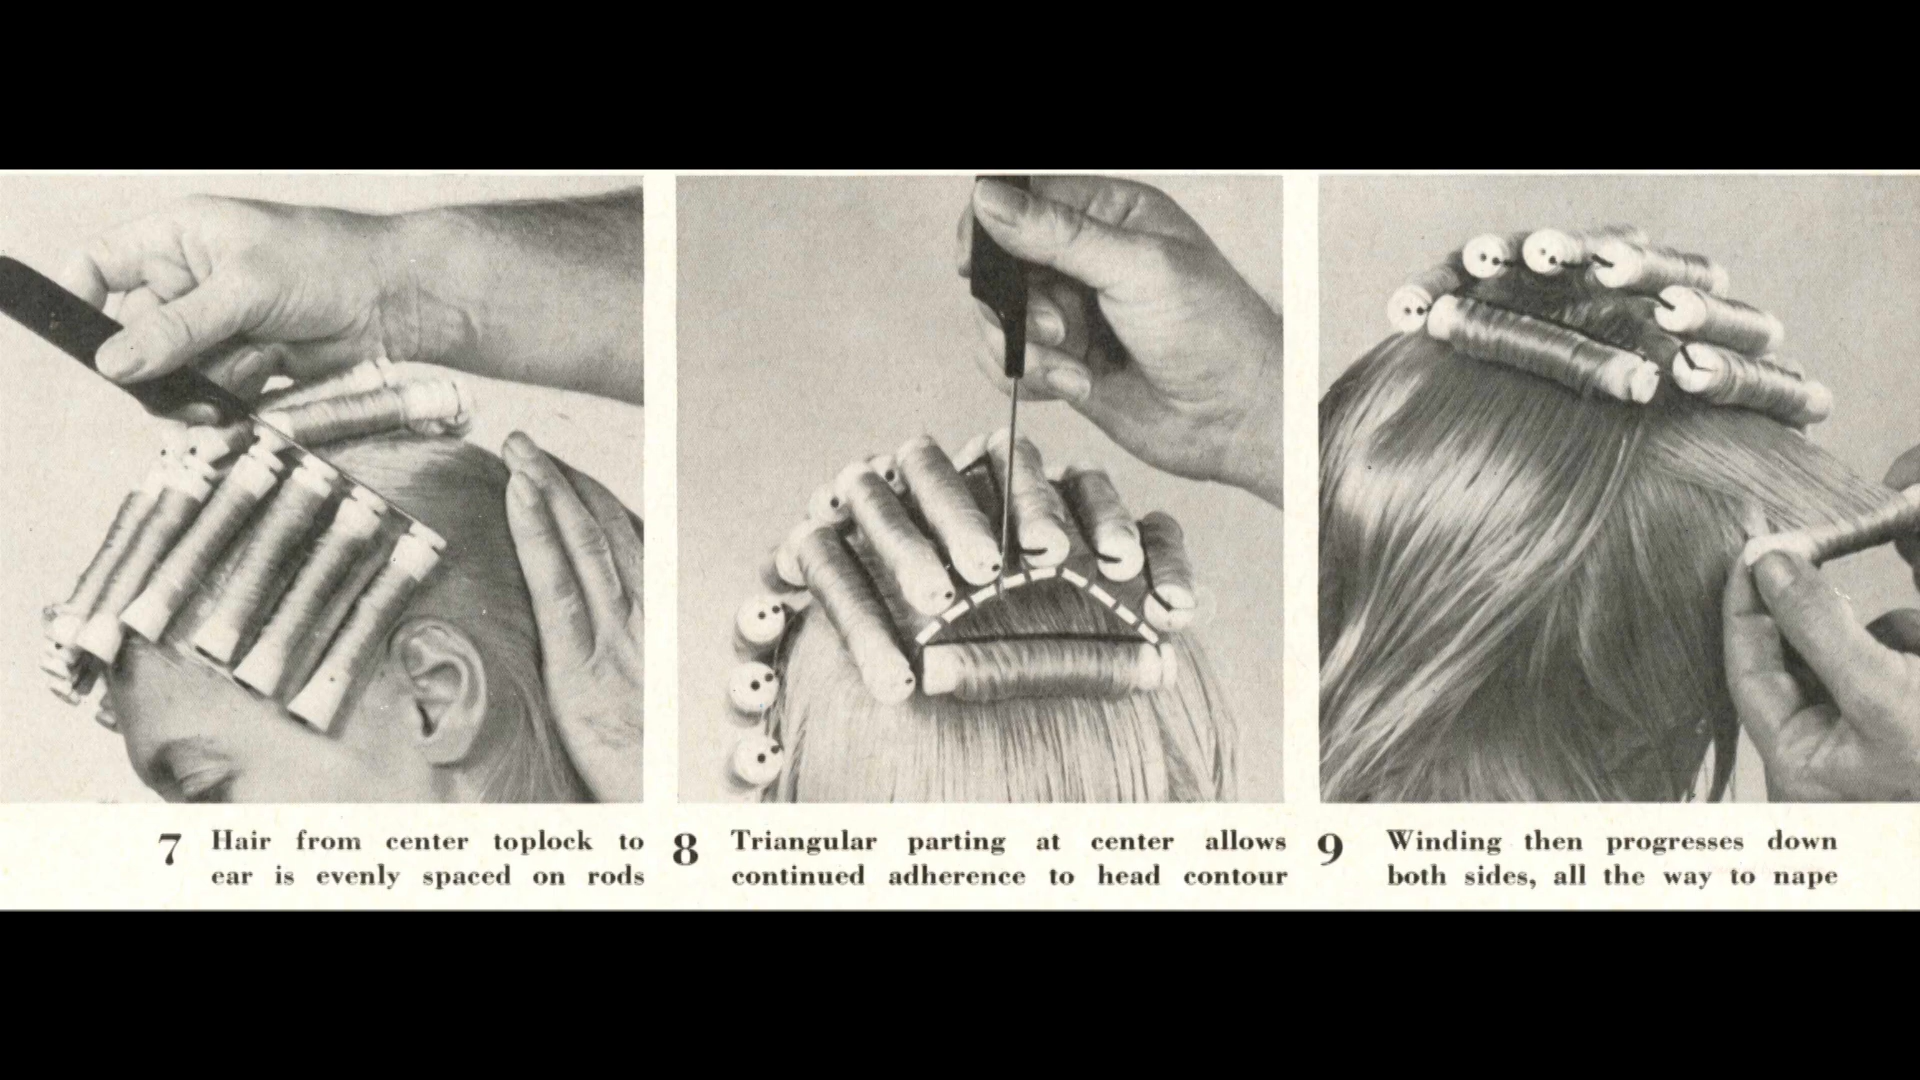 7 Hair from center toplock to
ear is evenly spaced on rods
8 Triangular parting at center allows
continued adherence to head contour
9 Winding then progresses down
both sides, all the way to nape